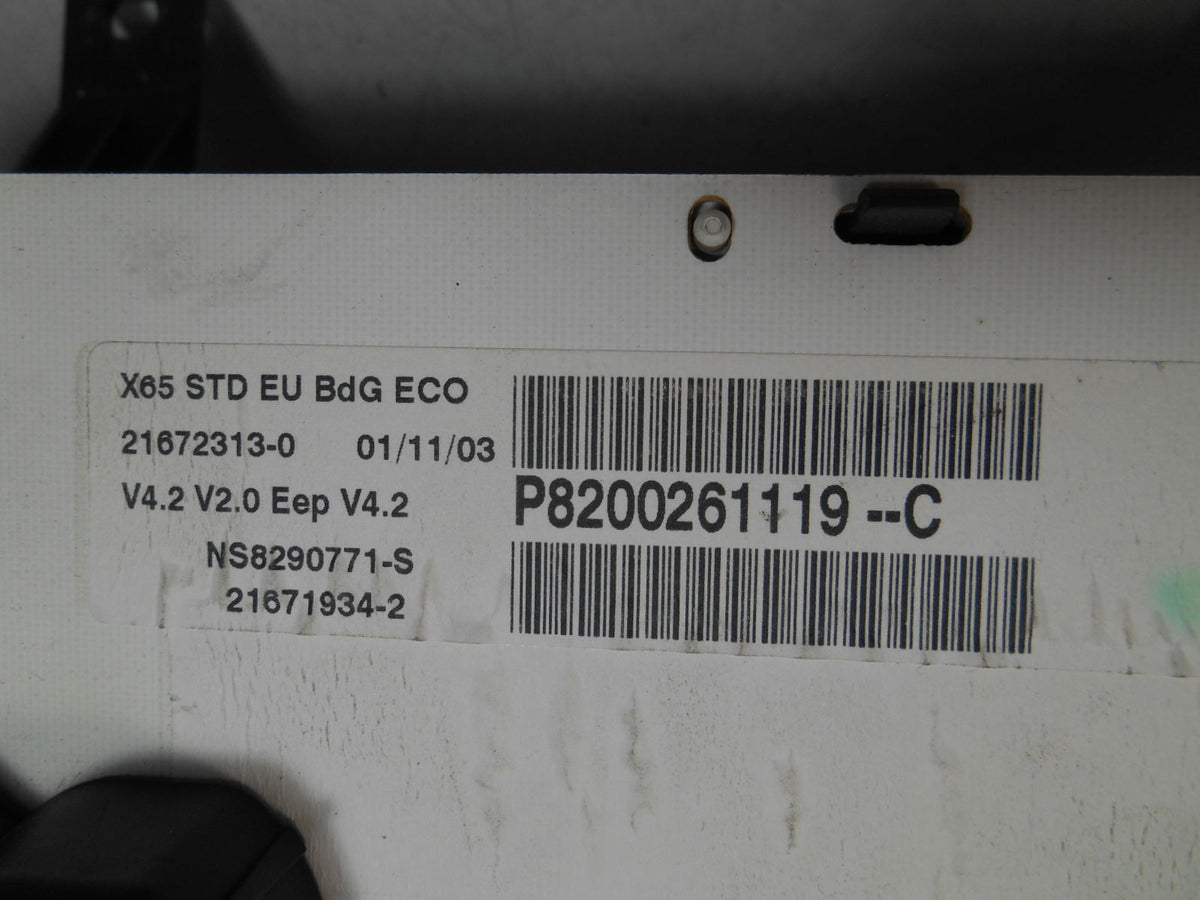 X65 STD EU BdG ECO
21672313-0 01/11/03
V4.2 V2.0 Eep V4.2
NS8290771-S
21671934-2
P8200261119 --C